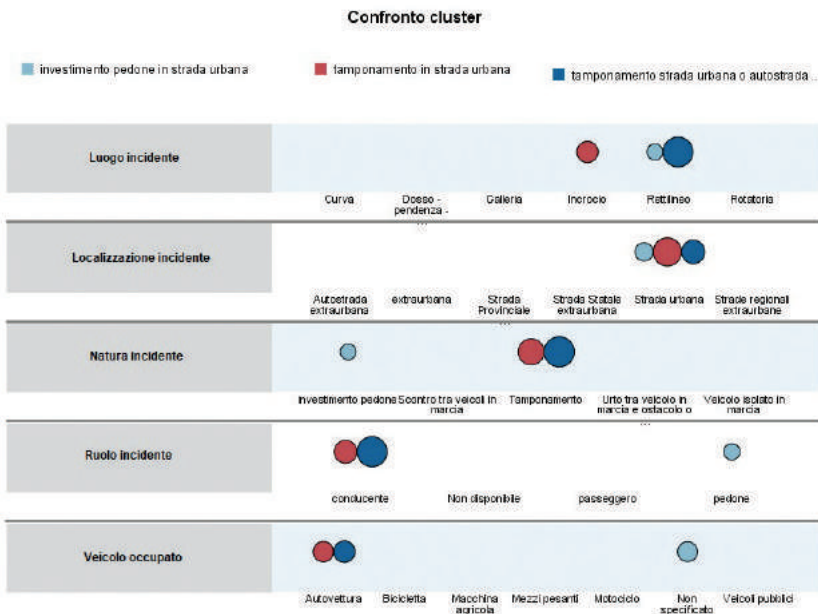 Confronto cluster
investimento pedone in strada urbana
tamponamento in strada urbana
tamponamento strada urbana o autostrada ...
Luogo incidente
Curva
Dosso -
pendenza -
...
Galleria
Incrocio
Rettilineo
Rotatoria
Localizzazione incidente
Autostrada
extraurbana
extraurbana
Strada
Provinciale
...
Strada Statale
extraurbana
Strada urbana
Strade regionali
extraurbane
Natura incidente
Investimento pedone
Scontro tra veicoli in
marcia
Tamponamento
Urto tra veicolo in
marcia e ostacolo o
...
Veicolo isolato in
marcia
Ruolo incidente
conducente
Non disponibile
passeggero
pedone
Veicolo occupato
Autovettura
Bicicletta
Macchina
agricola
Mezzi pesanti
Motociclo
Non
specificato
Veicoli pubblici